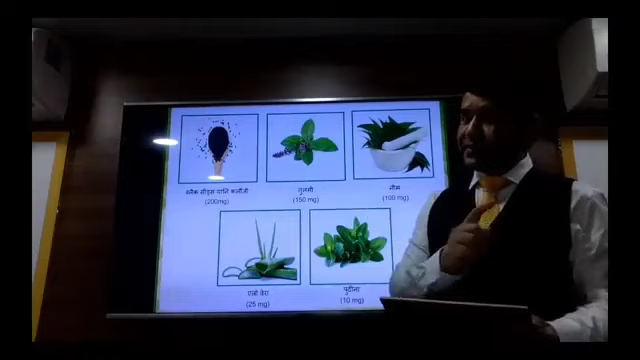 ब्लैक सीड्स यानि कलौंजी
(200mg)
तुलसी
(150 mg)
नीम
(100 mg)
एलो वेरा
(25 mg)
पुदीना
(10 mg)